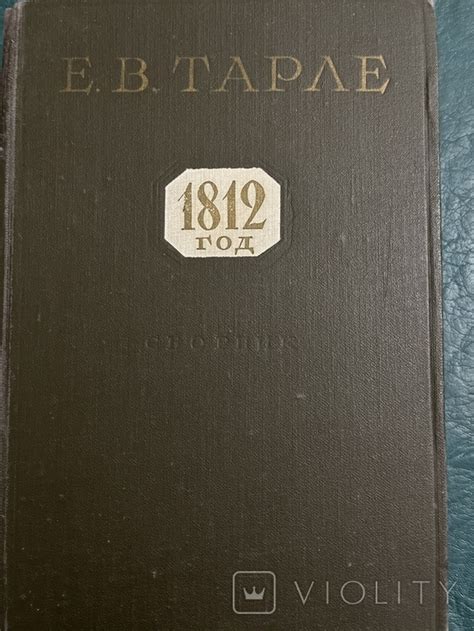 Е. В. ТАРЛЕ
1812
ГОД
СБОРНИК
VIOLITY